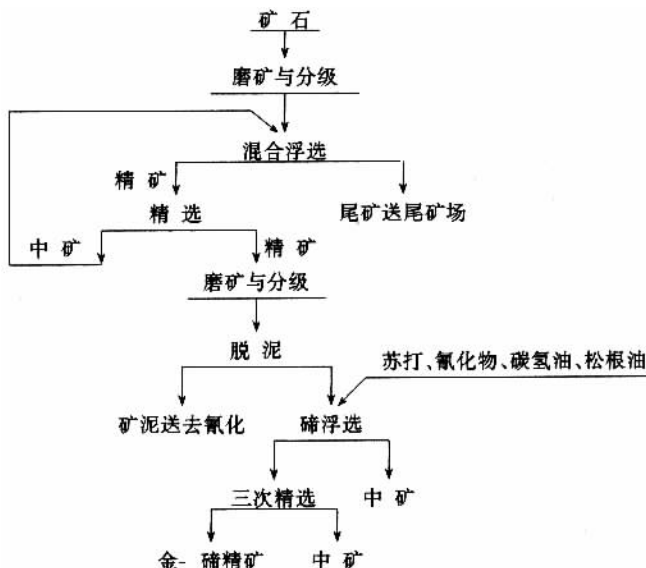 矿 石
磨矿与分级
混合浮选
精 矿
精 选
尾矿送尾矿场
中 矿
精 矿
磨矿与分级
脱 泥
苏打、氰化物、碳氢油、松根油
矿泥送去氰化
碲浮选
三次精选
中 矿
金- 碲精矿
中 矿